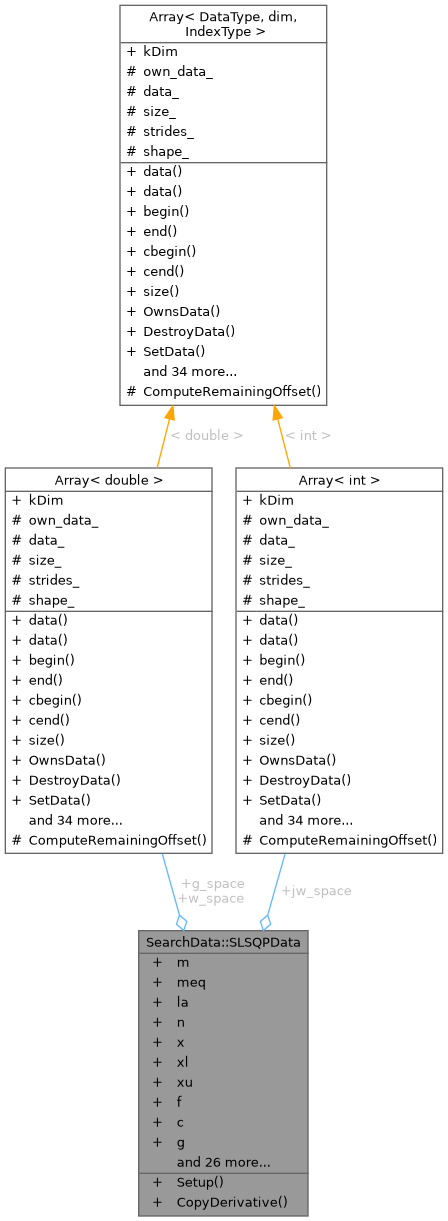 Array< DataType, dim,
IndexType >
+ kDim
# own_data_
# data_
# size_
# strides_
# shape_
+ data()
+ data()
+ begin()
+ end()
+ cbegin()
+ cend()
+ size()
+ OwnsData()
+ DestroyData()
+ SetData()
and 34 more...
# ComputeRemainingOffset()
< double >
< int >
Array< double >
+ kDim
# own_data_
# data_
# size_
# strides_
# shape_
+ data()
+ data()
+ begin()
+ end()
+ cbegin()
+ cend()
+ size()
+ OwnsData()
+ DestroyData()
+ SetData()
and 34 more...
# ComputeRemainingOffset()
Array< int >
+ kDim
# own_data_
# data_
# size_
# strides_
# shape_
+ data()
+ data()
+ begin()
+ end()
+ cbegin()
+ cend()
+ size()
+ OwnsData()
+ DestroyData()
+ SetData()
and 34 more...
# ComputeRemainingOffset()
+g_space
+w_space
+jw_space
SearchData::SLSQPData
+ m
+ meq
+ la
+ n
+ x
+ xl
+ xu
+ f
+ c
+ g
and 26 more...
+ Setup()
+ CopyDerivative()